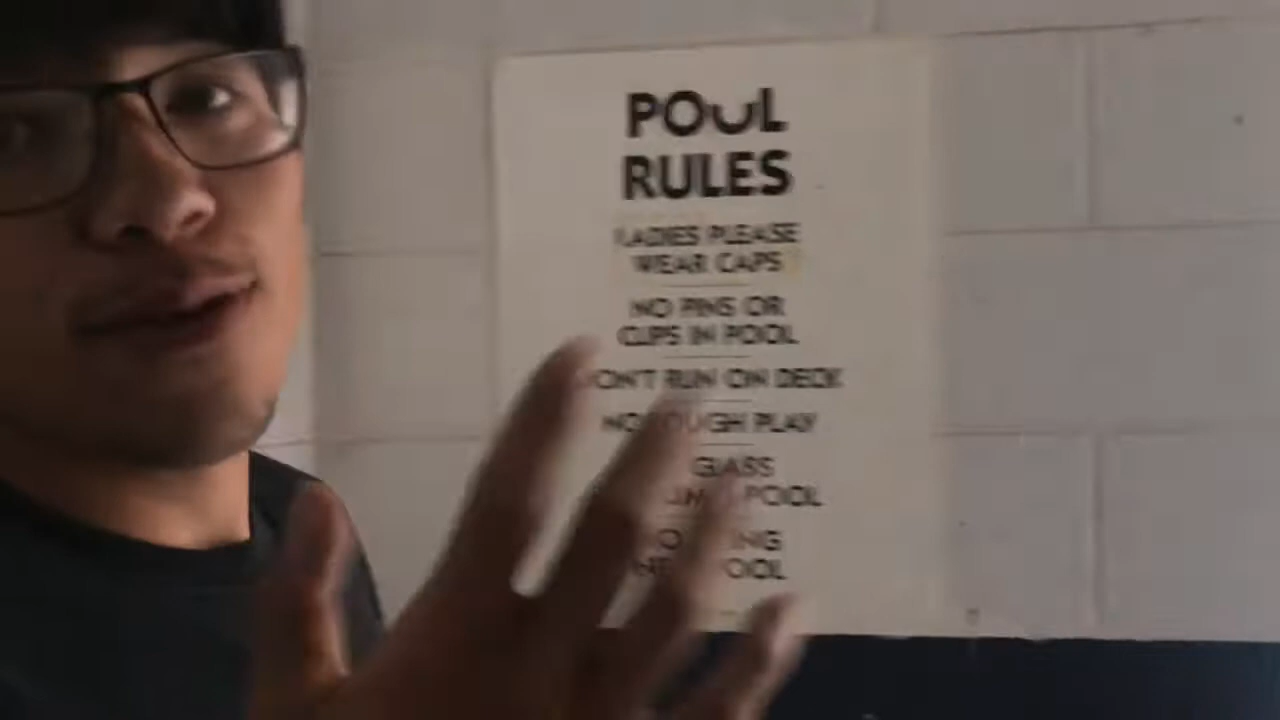 POOL
RULES
LADIES PLEASE
WEAR CAPS
NO PINS OR
CLIPS IN POOL
DON'T RUN ON DECK
NO ROUGH PLAY
GLASS
POOL
POOL